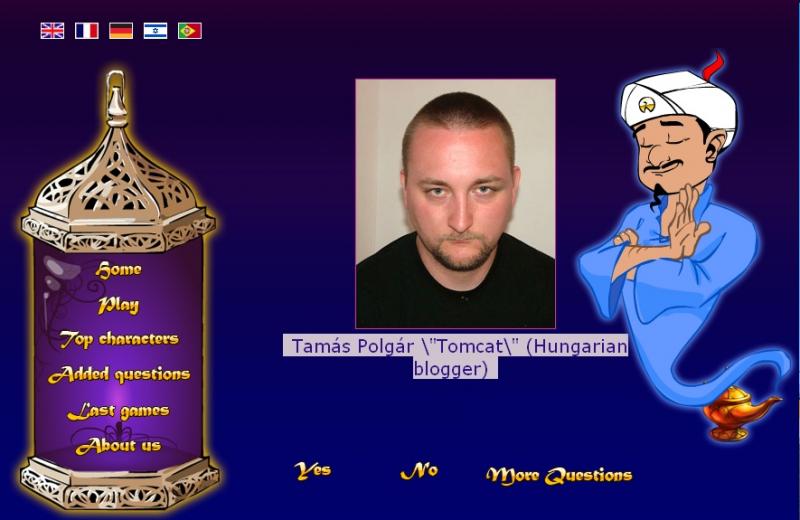 Home
Play
Top characters
Added questions
Last games
About us
Tamás Polgár \"Tomcat\" (Hungarian
blogger)
Yes
No
More Questions